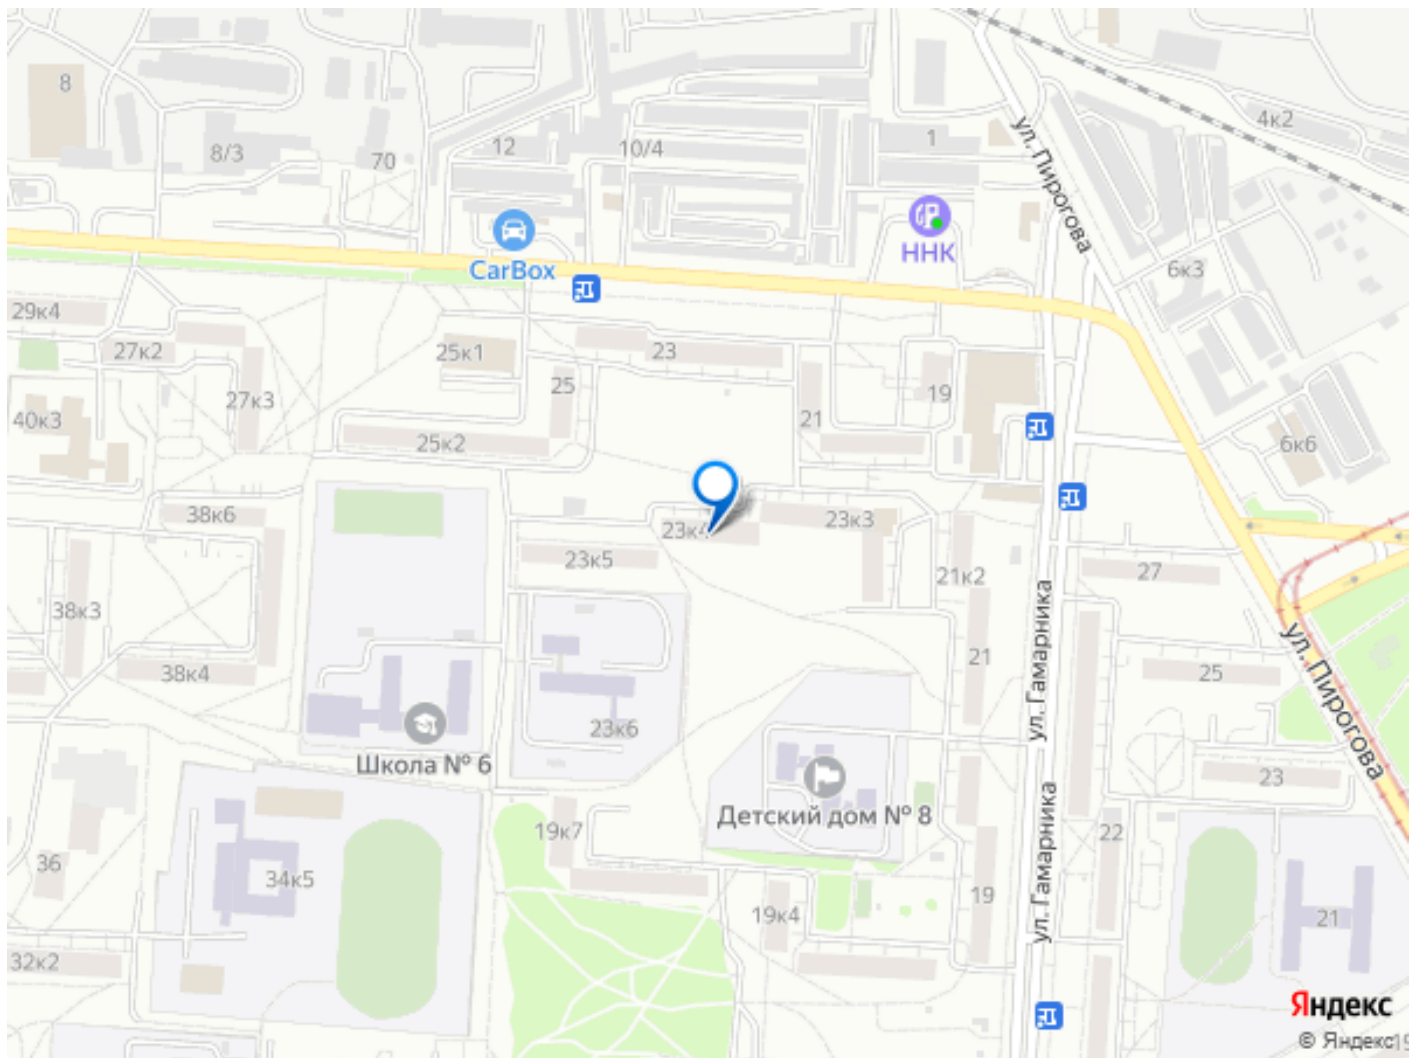 8
8/3
70
12
10/4
1
4к2
ул. Пирогова
CarBox
ННК
6к3
29к4
27к2
25к1
23
27к3
25
21
19
40к3
25к2
6к6
38к6
23к4
23к3
23к5
21к2
27
38к3
ул. Гамарника
38к4
21
25
ул. Пирогова
23к6
Школа № 6
23
Детский дом № 8
ул. Гамарника
19к7
22
36
34к5
19
19к4
21
32к2
Яндекс
© Яндекс
19